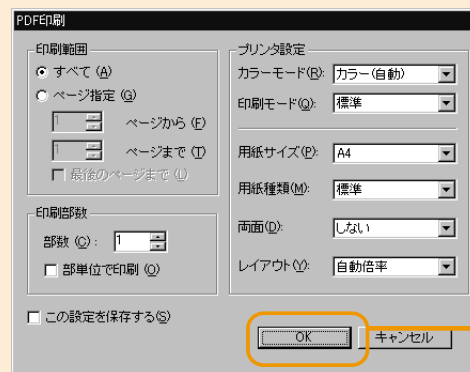 PDF印刷
印刷範囲
すべて(A)
ページ指定(G)
1 ページから(F)
1 ページまで(T)
最後のページまで(L)
印刷部数
部数(C): 1
部単位で印刷(O)
この設定を保存する(S)
プリンタ設定
カラーモード(R): カラー(自動)
印刷モード(Q): 標準
用紙サイズ(P): A4
用紙種類(M): 標準
両面(D): しない
レイアウト(Y): 自動倍率
OK キャンセル